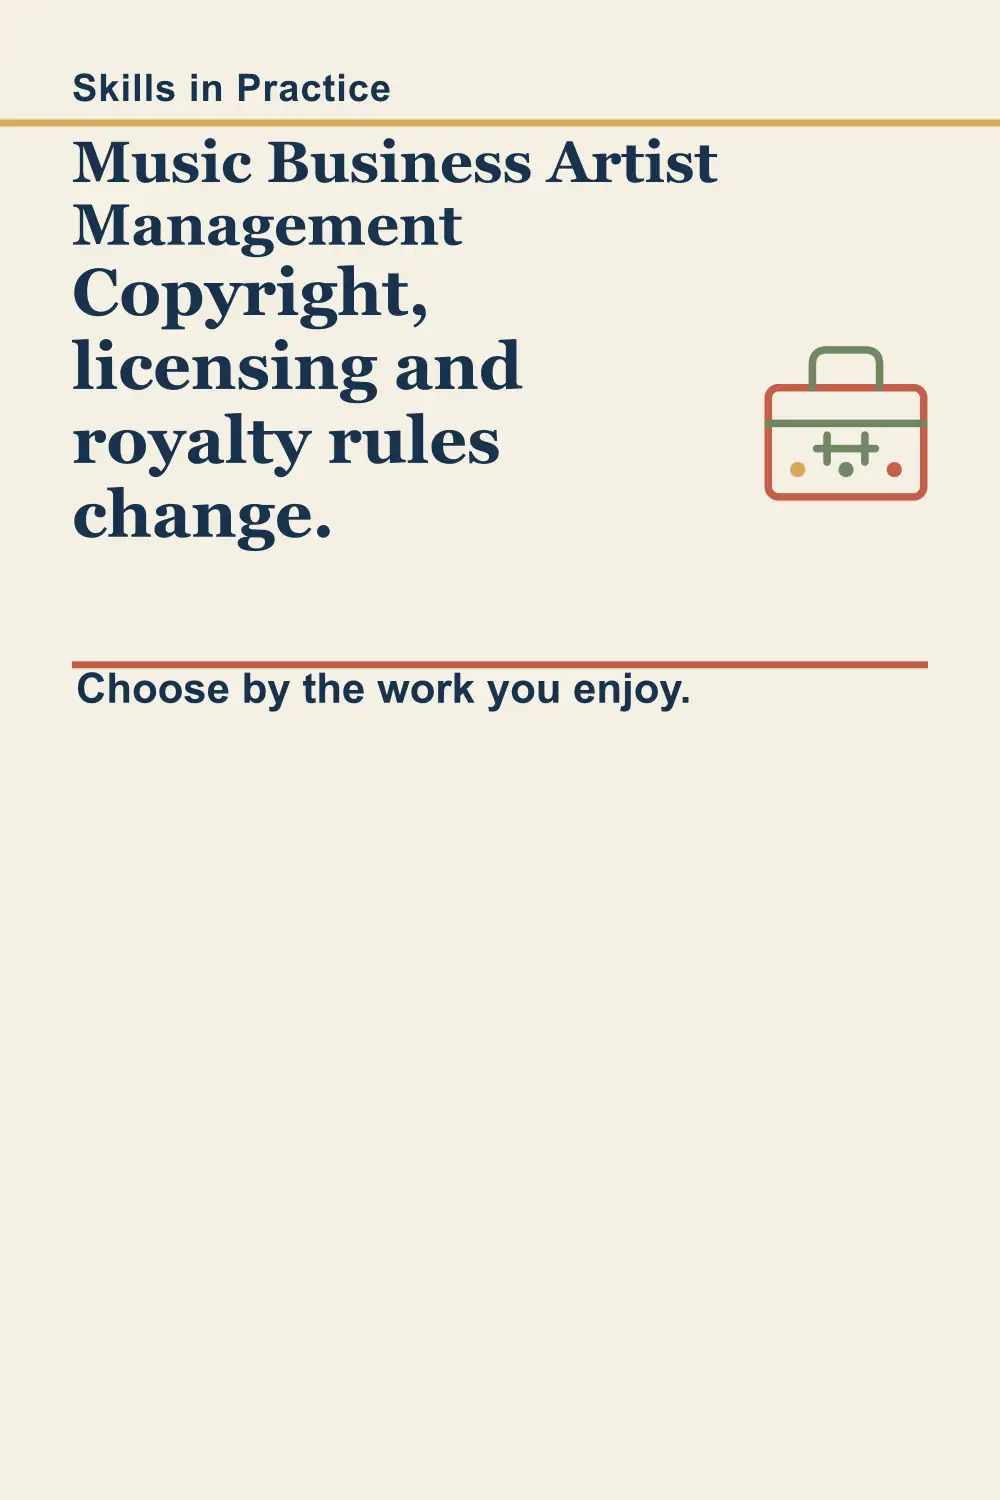 Skills in Practice
Music Business Artist
Management
Copyright,
licensing and
royalty rules
change.
Choose by the work you enjoy.